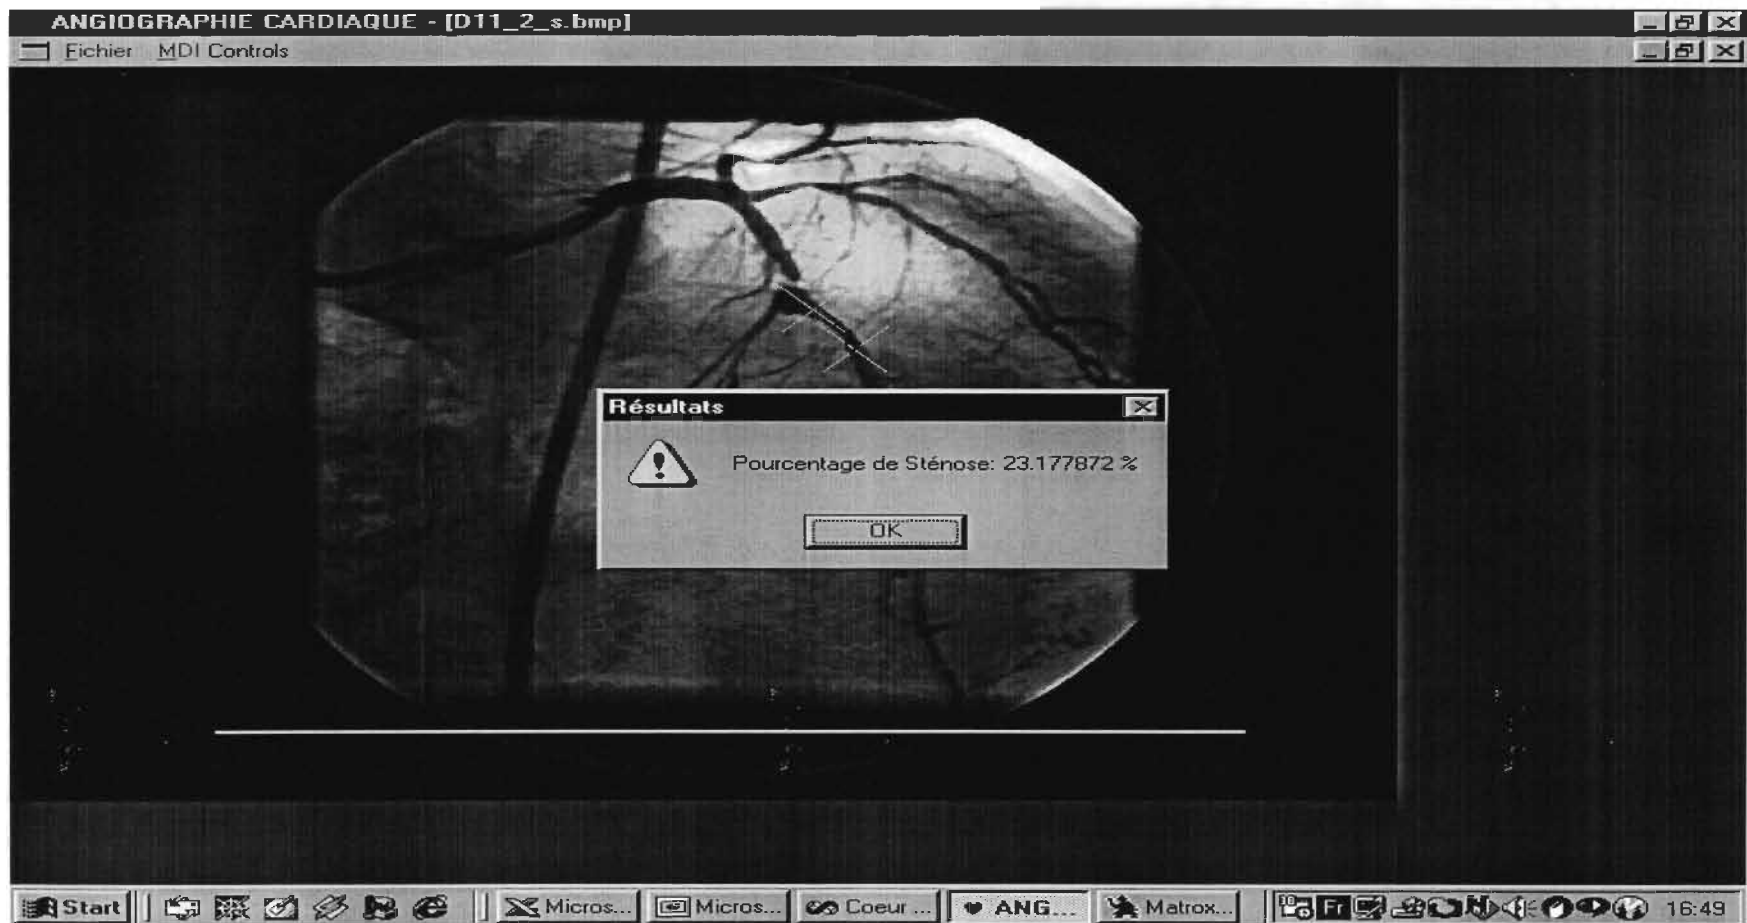 ANGIOGRAPHIE CARDIAQUE - [D11_2_s.bmp]
Fichier MDI Controls
Résultats
Pourcentage de Sténose: 23.177872 %
OK
Start Micros... Micros... Coeur ... ANG... Matrox... 16:49